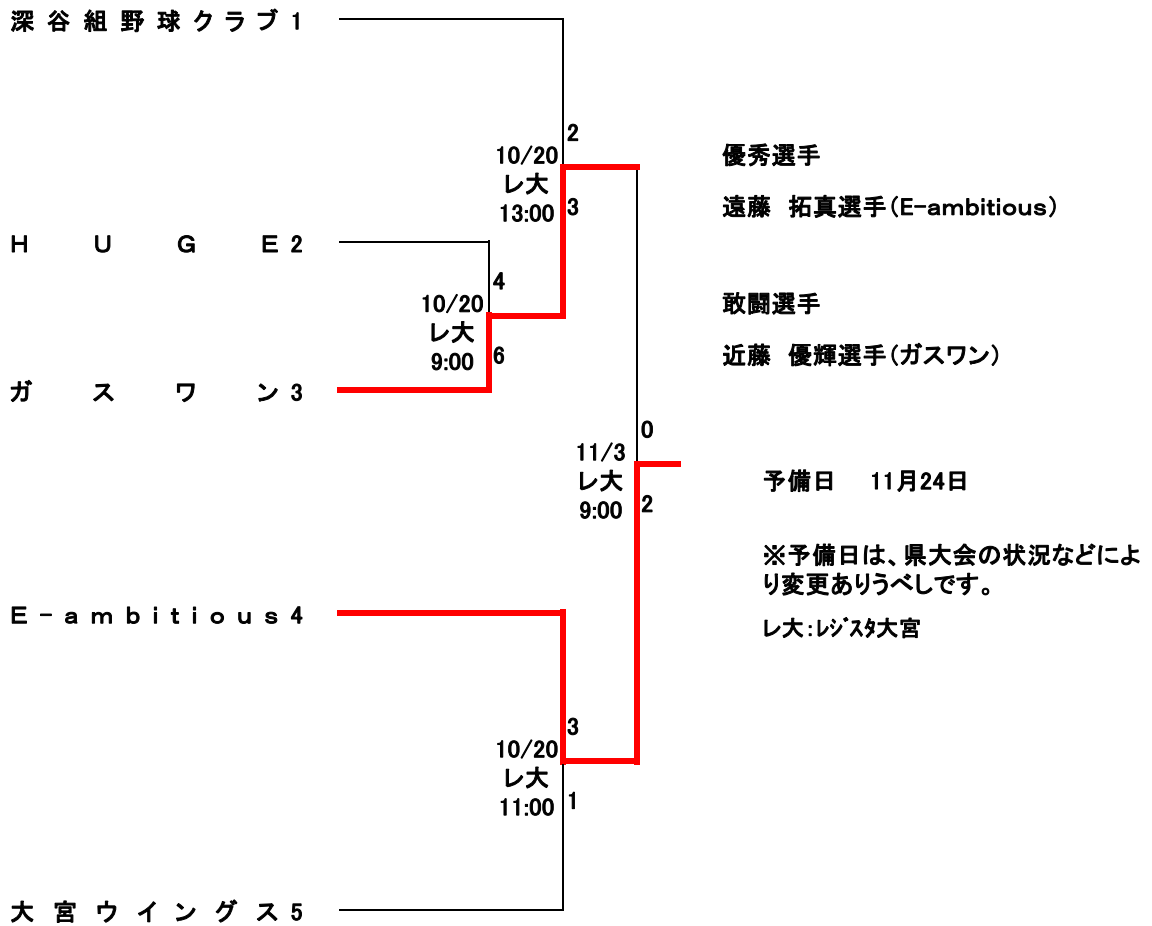 深谷組野球クラブ 1
2
10/20
レ大
13:00
3
優秀選手
遠藤　拓真選手（E-ambitious）
ＨＵＧＥ 2
4
10/20
レ大
9:00
6
敢闘選手
近藤　優輝選手（ガスワン）
ガスワン 3
0
11/3
レ大
9:00
2
予備日　11月24日
※予備日は、県大会の状況などによ
り変更ありうべしです。
レ大：ﾚｼﾞｽﾀ大宮
Ｅ－ａｍｂｉｔｉｏｕｓ 4
3
10/20
レ大
11:00
1
大宮ウイングス 5